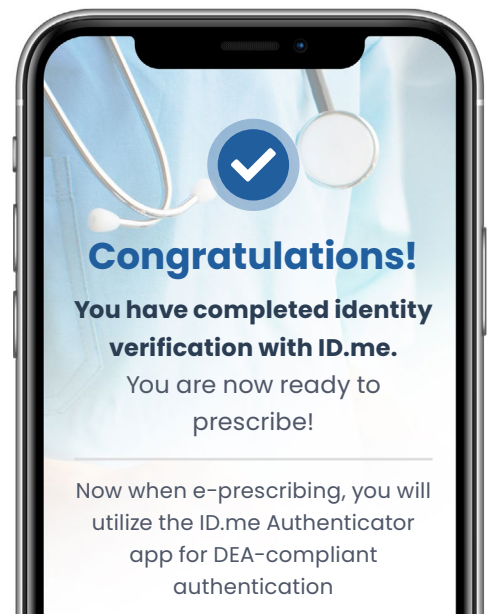 Congratulations!
You have completed identity
verification with ID.me.
You are now ready to
prescribe!
Now when e-prescribing, you will
utilize the ID.me Authenticator
app for DEA-compliant
authentication